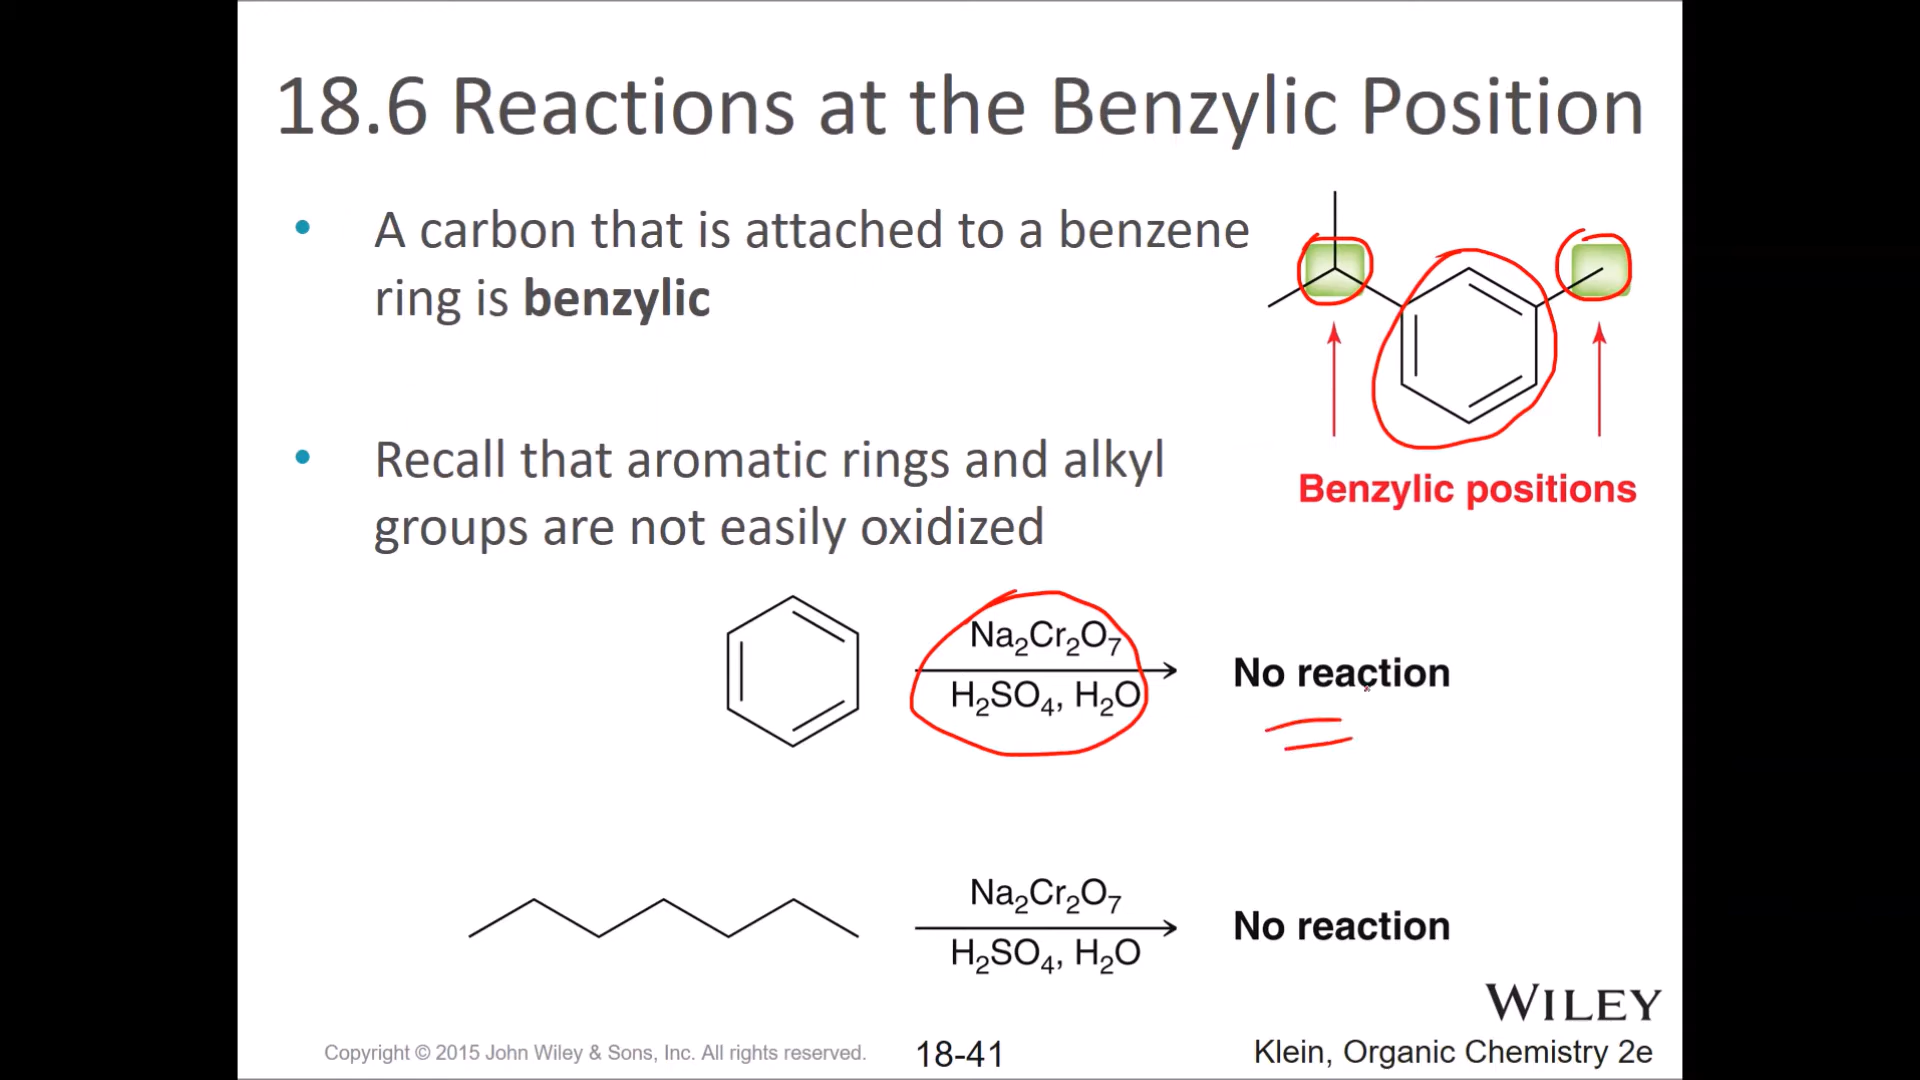 18.6 Reactions at the Benzylic Position
• A carbon that is attached to a benzene
ring is benzylic
Benzylic positions
• Recall that aromatic rings and alkyl
groups are not easily oxidized
Na₂Cr₂O₇
H₂SO₄, H₂O
No reaction
Na₂Cr₂O₇
H₂SO₄, H₂O
No reaction
WILEY
Copyright © 2015 John Wiley & Sons, Inc. All rights reserved.
18-41
Klein, Organic Chemistry 2e